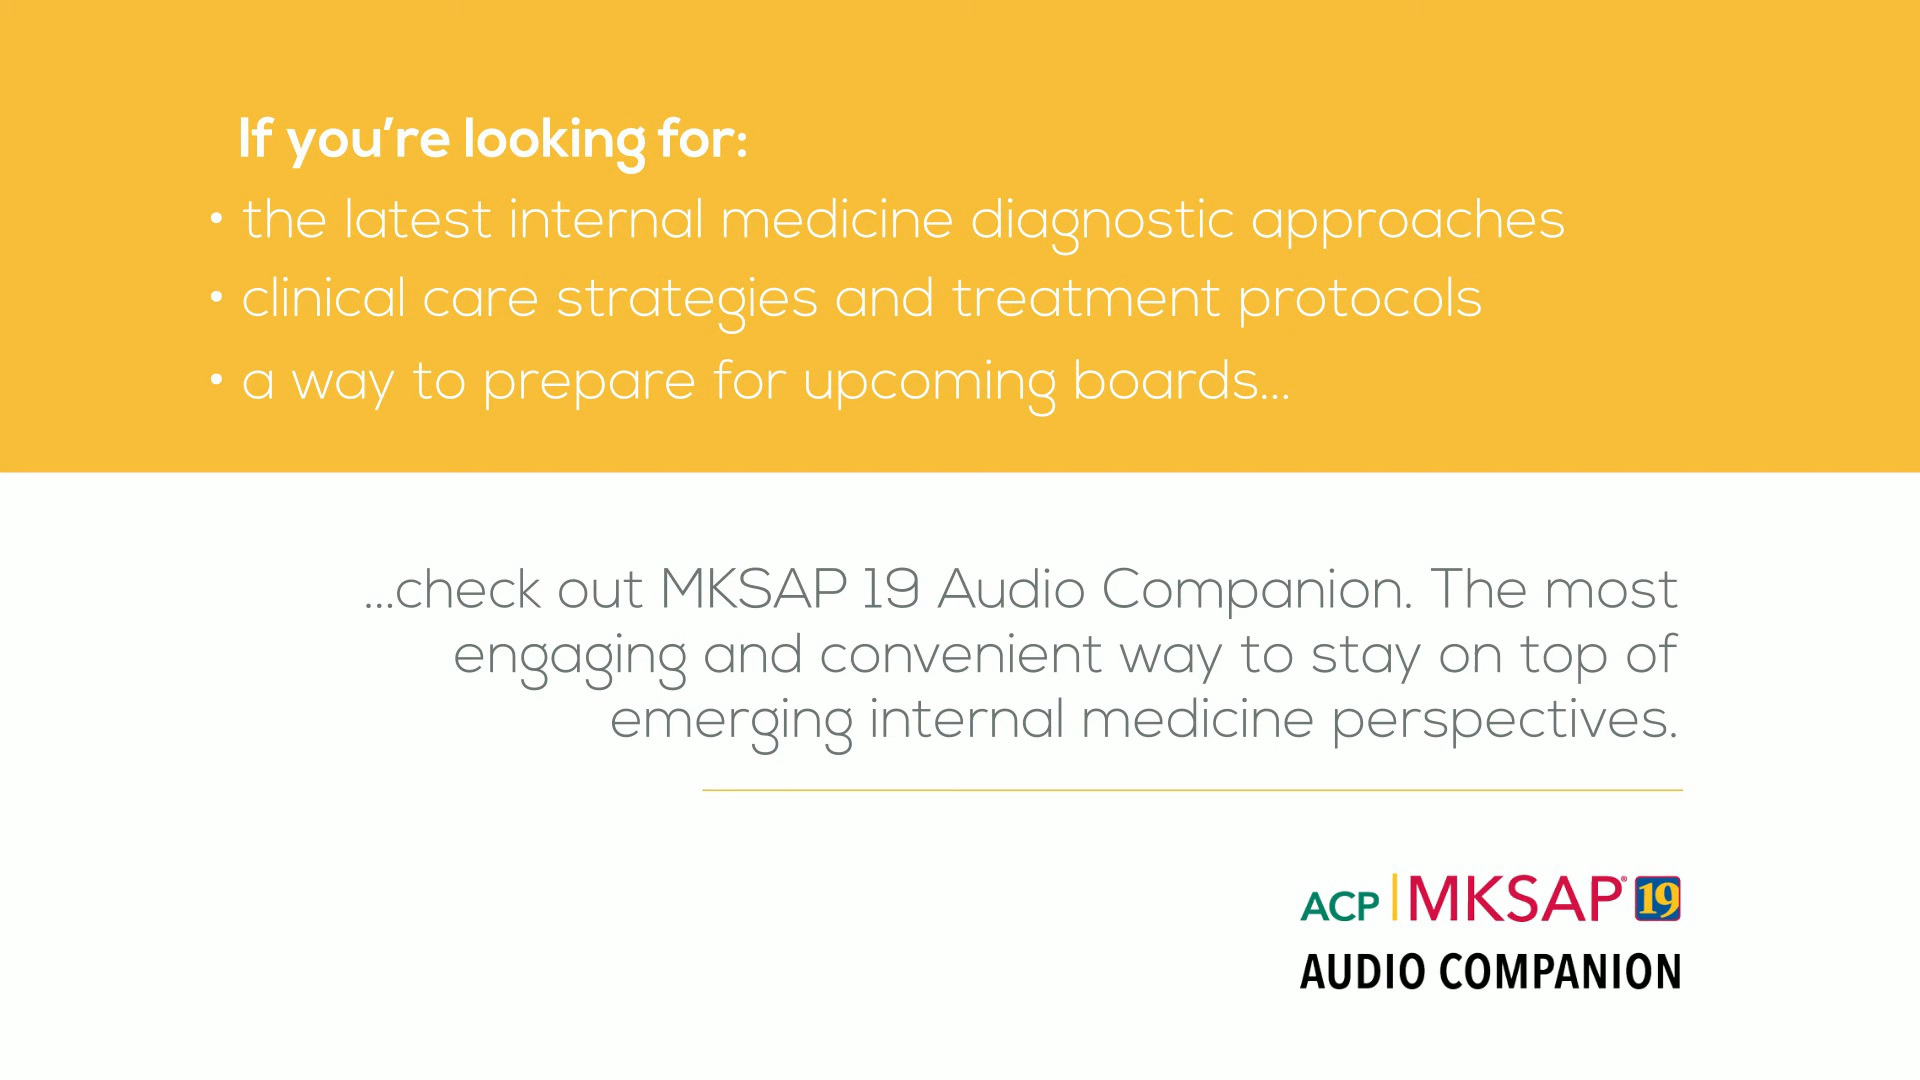 If you're looking for:
• the latest internal medicine diagnostic approaches
• clinical care strategies and treatment protocols
• a way to prepare for upcoming boards...
...check out MKSAP 19 Audio Companion. The most
engaging and convenient way to stay on top of
emerging internal medicine perspectives.
ACP | MKSAP® 19
AUDIO COMPANION